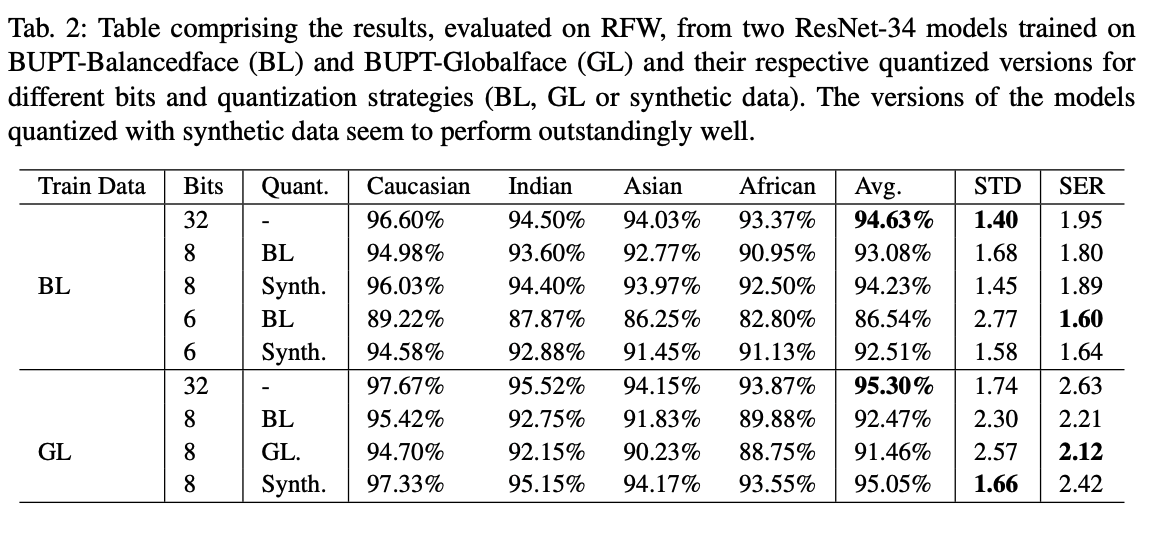 Tab. 2: Table comprising the results, evaluated on RFW, from two ResNet-34 models trained on
BUPT-Balancedface (BL) and BUPT-Globalface (GL) and their respective quantized versions for
different bits and quantization strategies (BL, GL or synthetic data). The versions of the models
quantized with synthetic data seem to perform outstandingly well.
Train Data Bits Quant. Caucasian Indian Asian African Avg. STD SER
32 - 96.60% 94.50% 94.03% 93.37% 94.63% 1.40 1.95
8 BL 94.98% 93.60% 92.77% 90.95% 93.08% 1.68 1.80
BL 8 Synth. 96.03% 94.40% 93.97% 92.50% 94.23% 1.45 1.89
6 BL 89.22% 87.87% 86.25% 82.80% 86.54% 2.77 1.60
6 Synth. 94.58% 92.88% 91.45% 91.13% 92.51% 1.58 1.64
32 - 97.67% 95.52% 94.15% 93.87% 95.30% 1.74 2.63
8 BL 95.42% 92.75% 91.83% 89.88% 92.47% 2.30 2.21
GL 8 GL. 94.70% 92.15% 90.23% 88.75% 91.46% 2.57 2.12
8 Synth. 97.33% 95.15% 94.17% 93.55% 95.05% 1.66 2.42